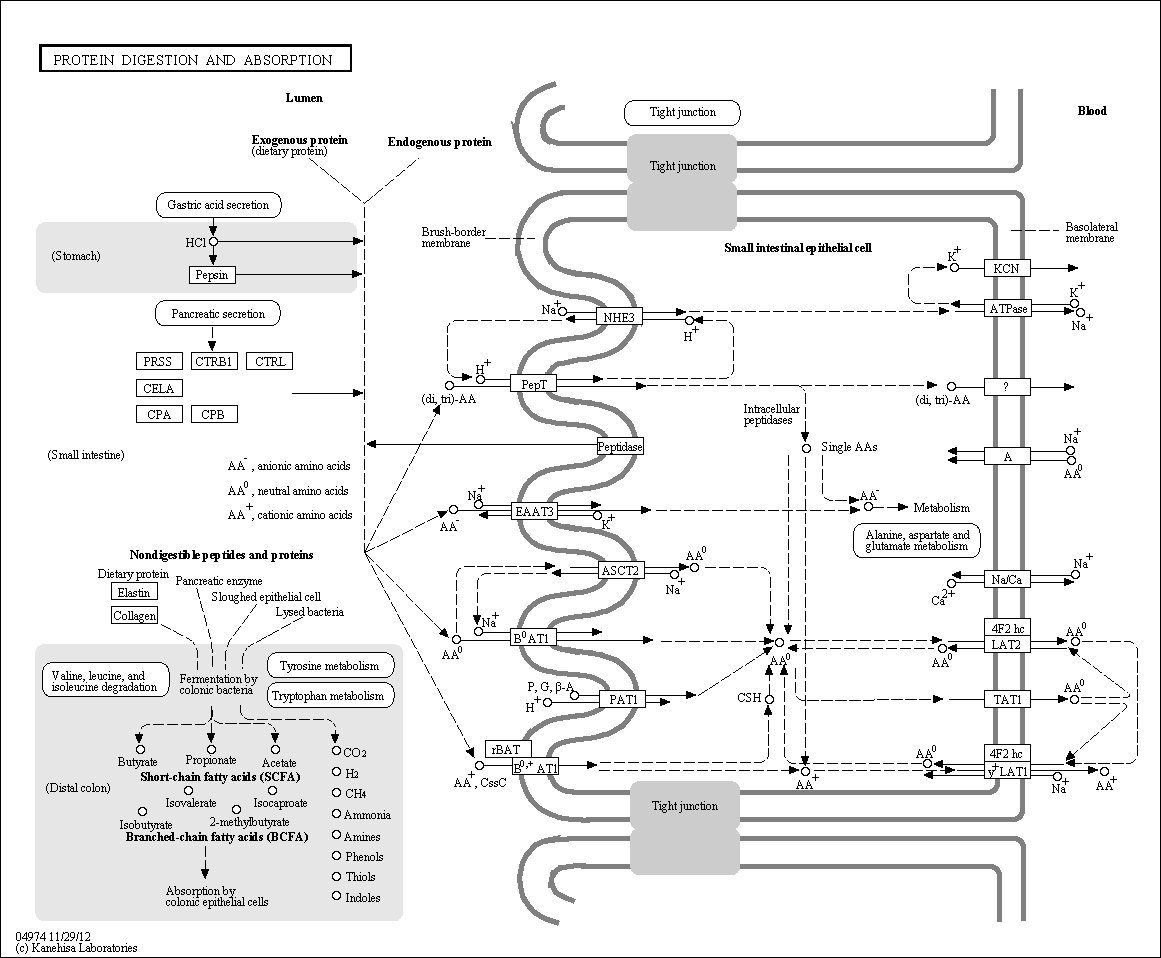 PROTEIN DIGESTION AND ABSORPTION
Lumen
Blood
Tight junction
Exogenous protein
(dietary protein)
Endogenous protein
Tight junction
Gastric acid secretion
Brush-border
membrane
Small intestinal epithelial cell
Basolateral
membrane
(Stomach)
HCl
Pepsin
K+
KCN
Pancreatic secretion
Na+
NHE3
H+
ATPase
K+
Na+
PRSS
CTRB1
CTRL
CELA
CPA
CPB
H+
PepT
(di, tri)-AA
(di, tri)-AA
?
Intracellular
peptidases
Peptidase
Single AAs
A
Na+
AA0
(Small intestine)
AA-, anionic amino acids
AA0, neutral amino acids
AA+, cationic amino acids
Na+
AA-
EAAT3
K+
AA-
Metabolism
Alanine, aspartate and
glutamate metabolism
Nondigestible peptides and proteins
Dietary protein
Pancreatic enzyme
Elastin
Sloughed epithelial cell
Collagen
Lysed bacteria
ASCT2
AA0
Na+
Na/Ca
Na+
Ca2+
Na+
AA0
B0AT1
AA0
4F2 hc
LAT2
AA0
AA0
Valine, leucine, and
isoleucine degradation
Fermentation by
colonic bacteria
Tyrosine metabolism
Tryptophan metabolism
P, G, β-A
H+
PAT1
CSH
TAT1
AA0
Butyrate
Propionate
Acetate
CO2
Short-chain fatty acids (SCFA)
H2
(Distal colon)
Isovalerate
Isocaproate
CH4
Isobutyrate
2-methylbutyrate
Ammonia
Branched-chain fatty acids (BCFA)
Amines
Phenols
Thiols
Indoles
Absorption by
colonic epithelial cells
rBAT
B0,+ AT1
AA+, CssC
AA+
AA0
4F2 hc
y+LAT1
Na+
AA+
Tight junction
04974 11/29/12
(c) Kanehisa Laboratories